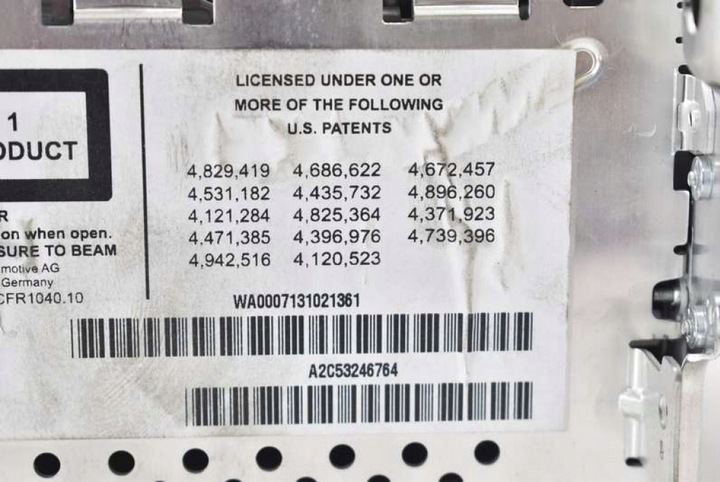 1
ODUCT
R
on when open.
SURE TO BEAM
motive AG
Germany
CFR1040.10
LICENSED UNDER ONE OR
MORE OF THE FOLLOWING
U.S. PATENTS
4,829,419 4,686,622 4,672,457
4,531,182 4,435,732 4,896,260
4,121,284 4,825,364 4,371,923
4,471,385 4,396,976 4,739,396
4,942,516 4,120,523
WA0007131021361
A2C53246764